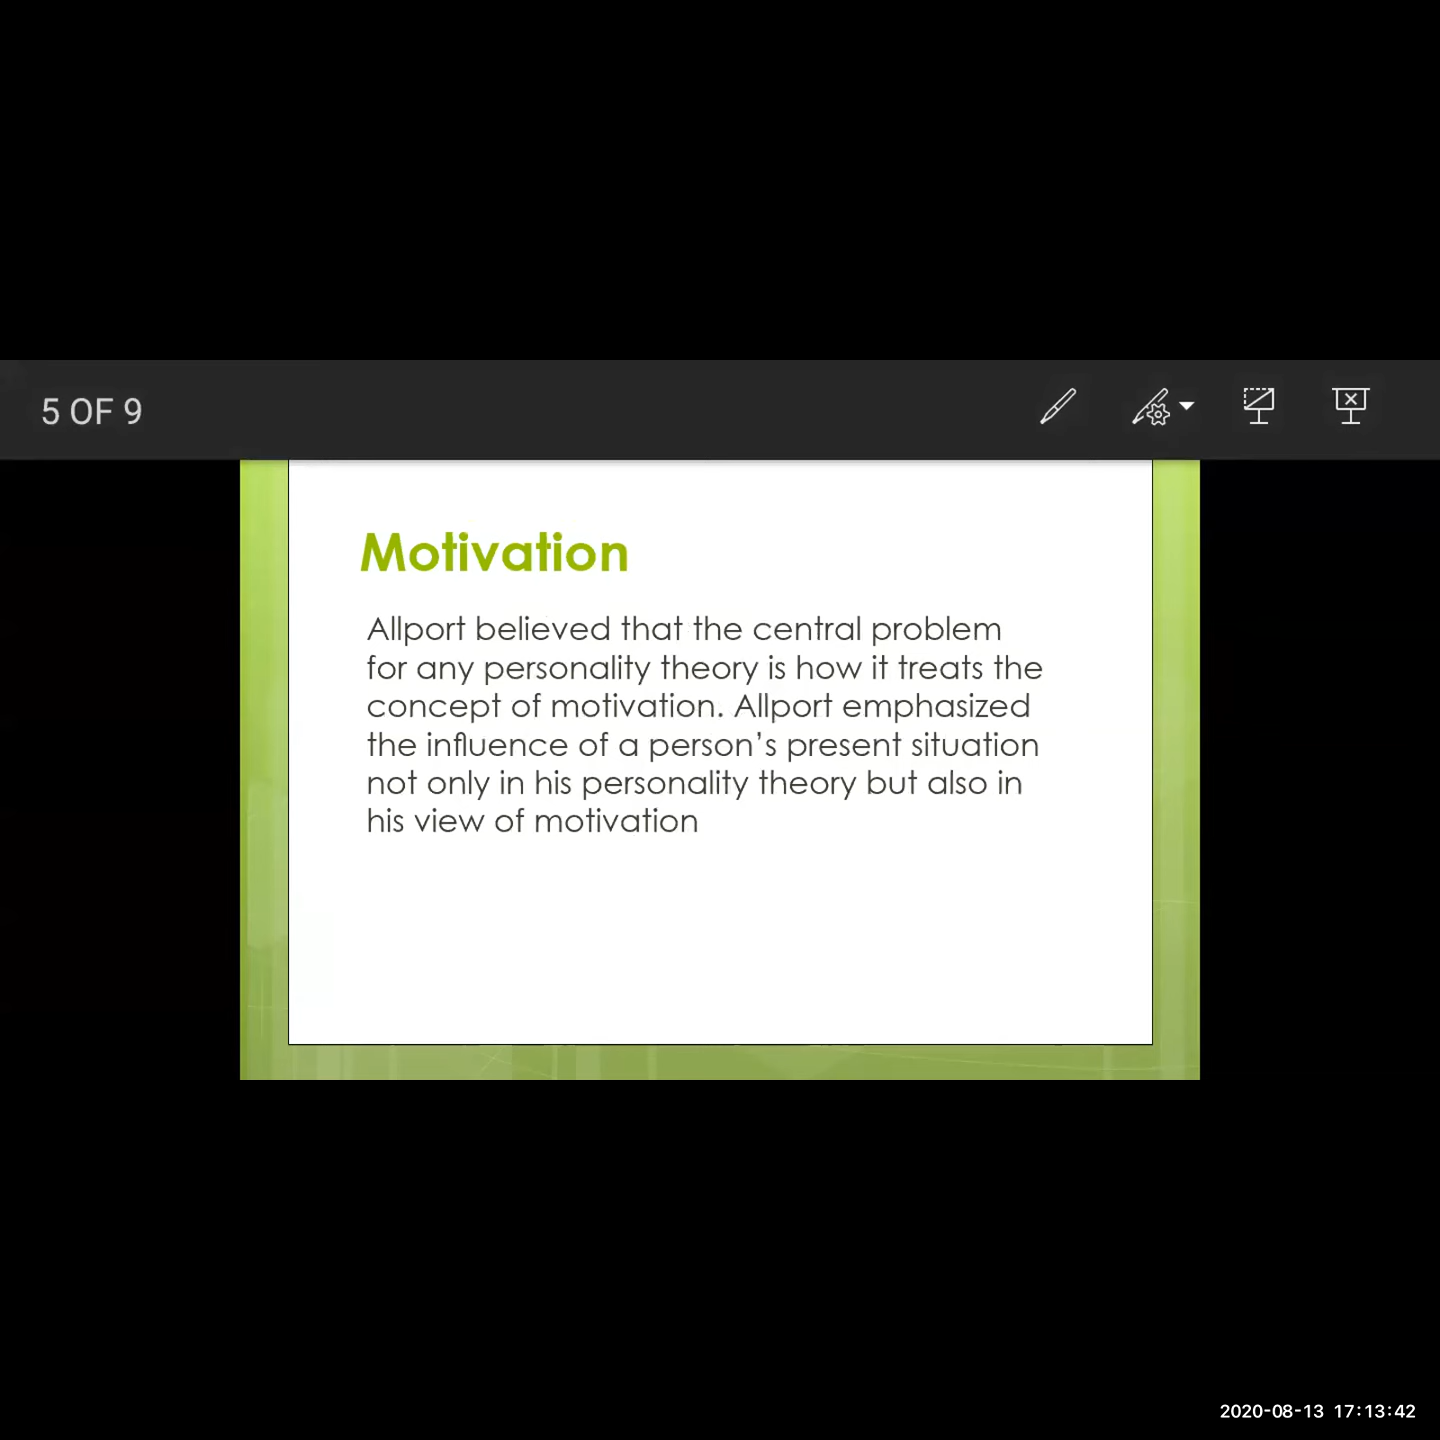 5 OF 9
Motivation
Allport believed that the central problem
for any personality theory is how it treats the
concept of motivation. Allport emphasized
the influence of a person’s present situation
not only in his personality theory but also in
his view of motivation
2020-08-13 17:13:42